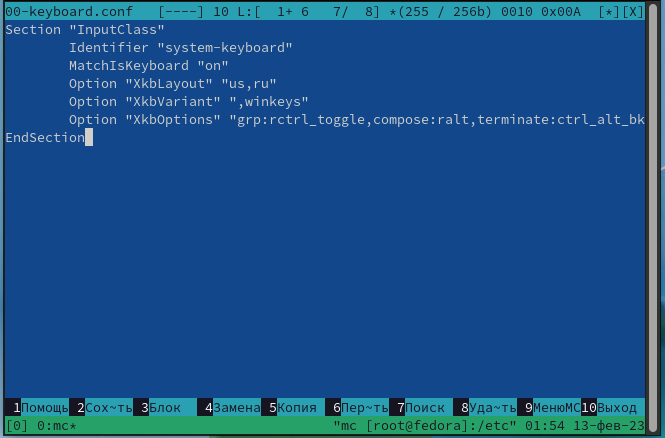 00-keyboard.conf [----] 10 L:[ 1+ 6 7/ 8] *(255 / 256b) 0010 0x00A [*][X]
Section "InputClass"
Identifier "system-keyboard"
MatchIsKeyboard "on"
Option "XkbLayout" "us,ru"
Option "XkbVariant" ",winkeys"
Option "XkbOptions" "grp:rctrl_toggle,compose:ralt,terminate:ctrl_alt_bk
EndSection
1Помощь 2Сох~ть 3Блок 4Замена 5Копия 6Пер~ть 7Поиск 8Уда~ть 9МенюMC 10Выход
[0] 0:mc* "mc [root@fedora]:/etc" 01:54 13-фев-23